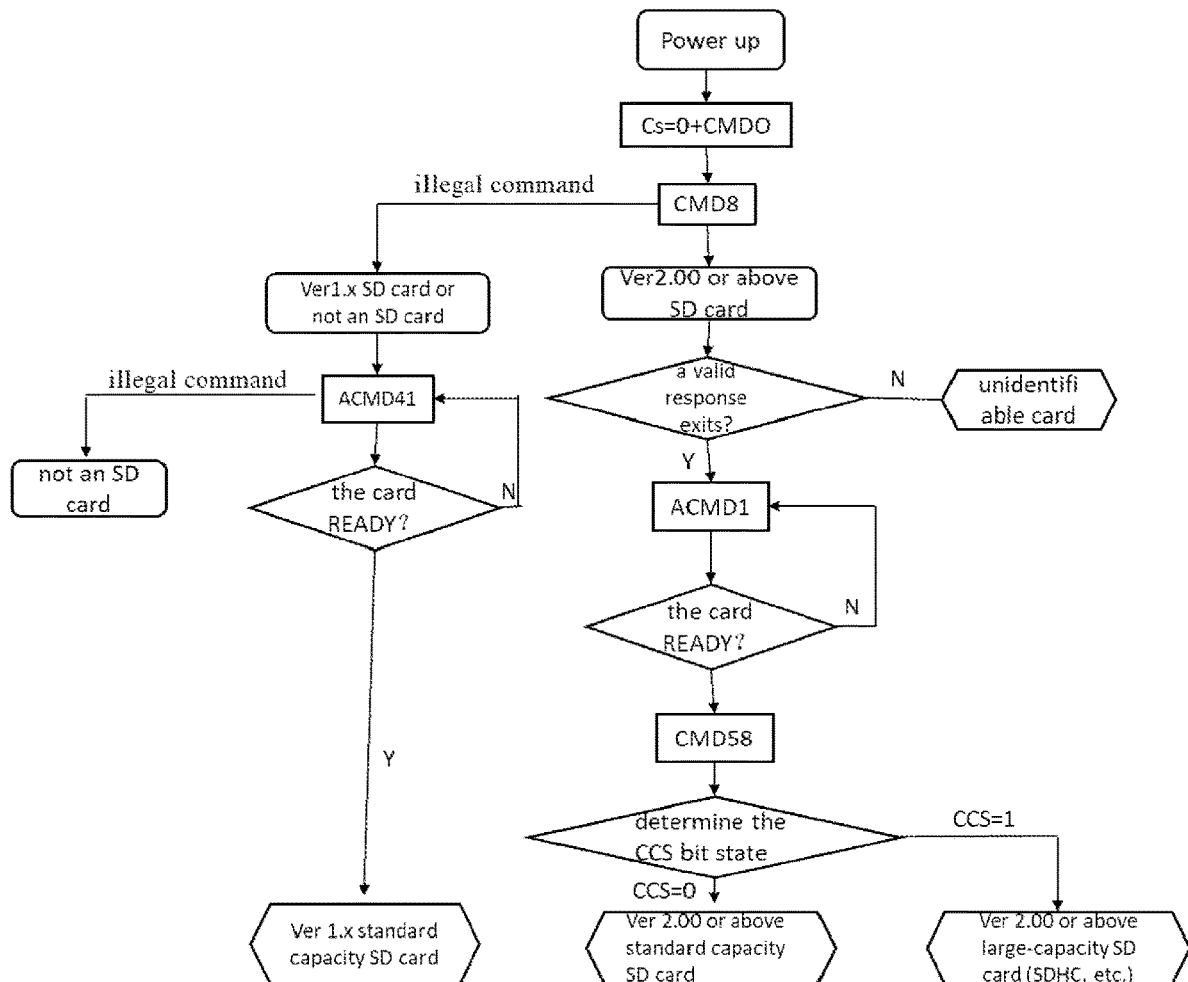 Power up
Cs=0+CMDO
illegal command
CMD8
Ver1.x SD card or
not an SD card
Ver2.00 or above
SD card
illegal command
ACMD41
a valid
response
exits?
N
unidentifi
able card
not an SD
card
the card
READY?
N
Y
ACMD1
the card
READY?
N
CMD58
Y
determine the
CCS bit state
CCS=1
CCS=0
Ver 1.x standard
capacity SD card
Ver 2.00 or above
standard capacity
SD card
Ver 2.00 or above
large-capacity SD
card (SDHC, etc.)